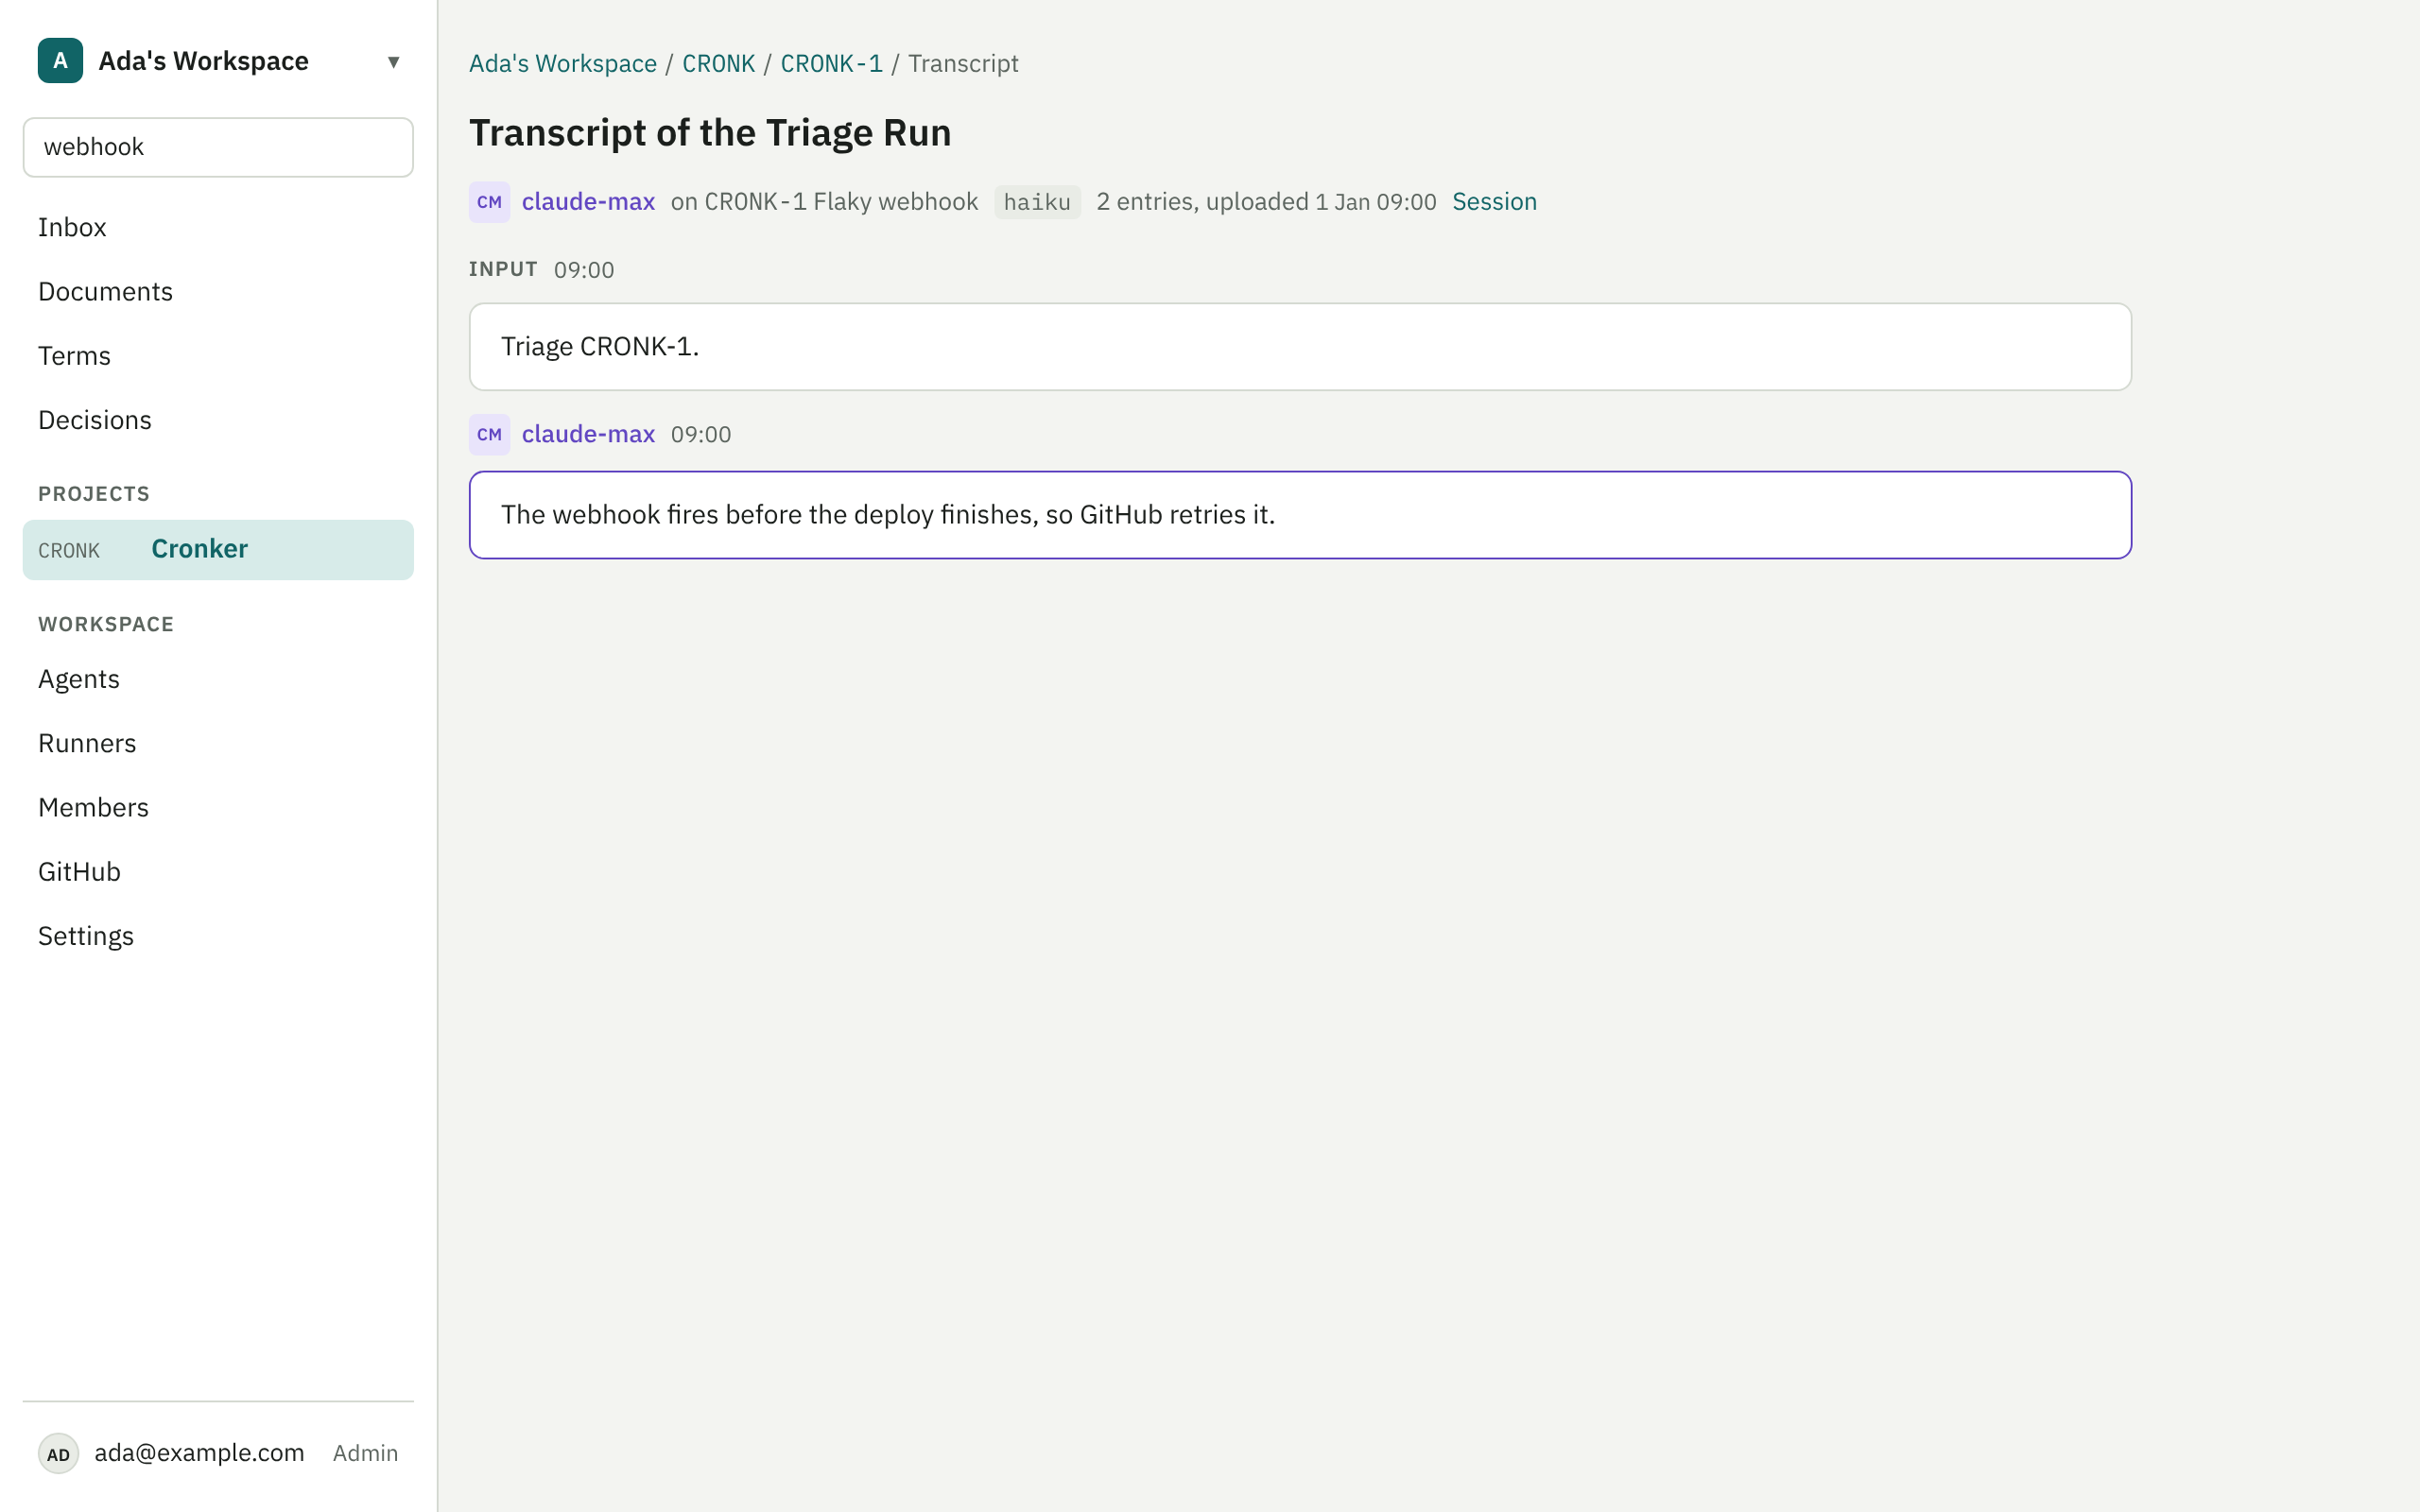 A Ada's Workspace ▼
webhook
Inbox
Documents
Terms
Decisions
PROJECTS
CRONK Cronker
WORKSPACE
Agents
Runners
Members
GitHub
Settings
AD ada@example.com Admin
Ada's Workspace / CRONK / CRONK-1 / Transcript
Transcript of the Triage Run
CM claude-max on CRONK-1 Flaky webhook haiku 2 entries, uploaded 1 Jan 09:00 Session
INPUT 09:00
Triage CRONK-1.
CM claude-max 09:00
The webhook fires before the deploy finishes, so GitHub retries it.